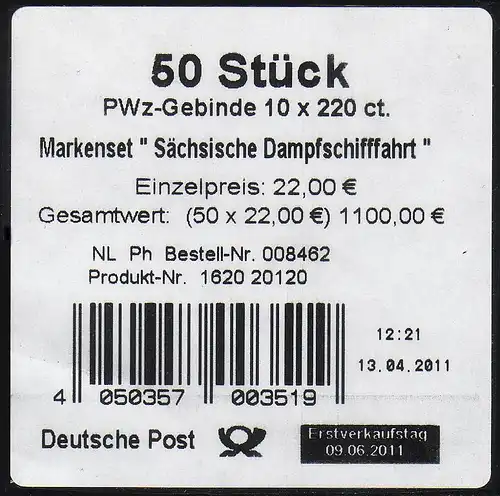 50 Stück
PWz-Gebinde 10 x 220 ct.
Markenset " Sächsische Dampfschifffahrt "
Einzelpreis: 22,00 €
Gesamtwert: (50 x 22,00 €) 1100,00 €
NL Ph Bestell-Nr. 008462
Produkt-Nr. 1620 20120
12:21
13.04.2011
4 050357 003519
Deutsche Post
Erstverkaufstag
09.06.2011